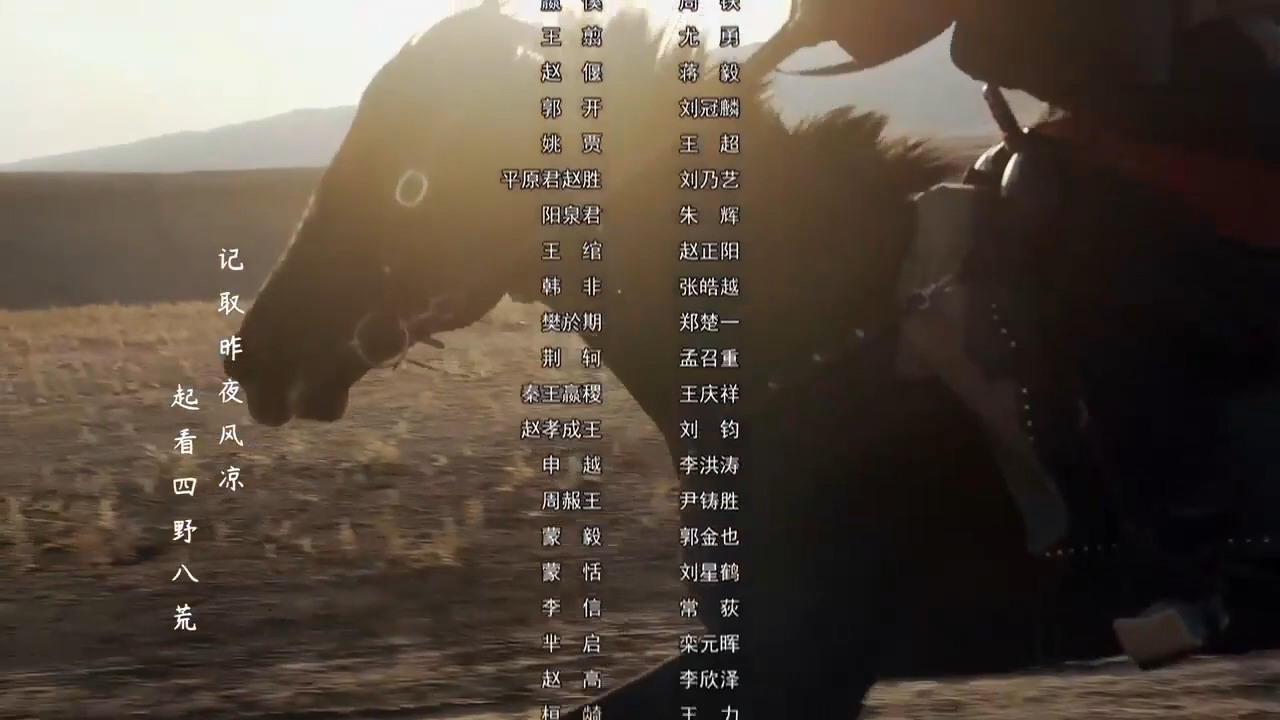 记取昨夜风凉
起看四野八荒
王 翦 尤 勇
赵 偃 蒋 毅
郭 开 刘冠麟
姚 贾 王 超
平原君赵胜 刘乃艺
阳泉君 朱 辉
王 绾 赵正阳
韩 非 张皓越
樊於期 郑楚一
荆 轲 孟召重
秦王嬴稷 王庆祥
赵孝成王 刘 钧
申 越 李洪涛
周赧王 尹铸胜
蒙 毅 郭金也
蒙 恬 刘星鹤
李 信 常 荻
芈 启 栾元晖
赵 高 李欣泽
王 力